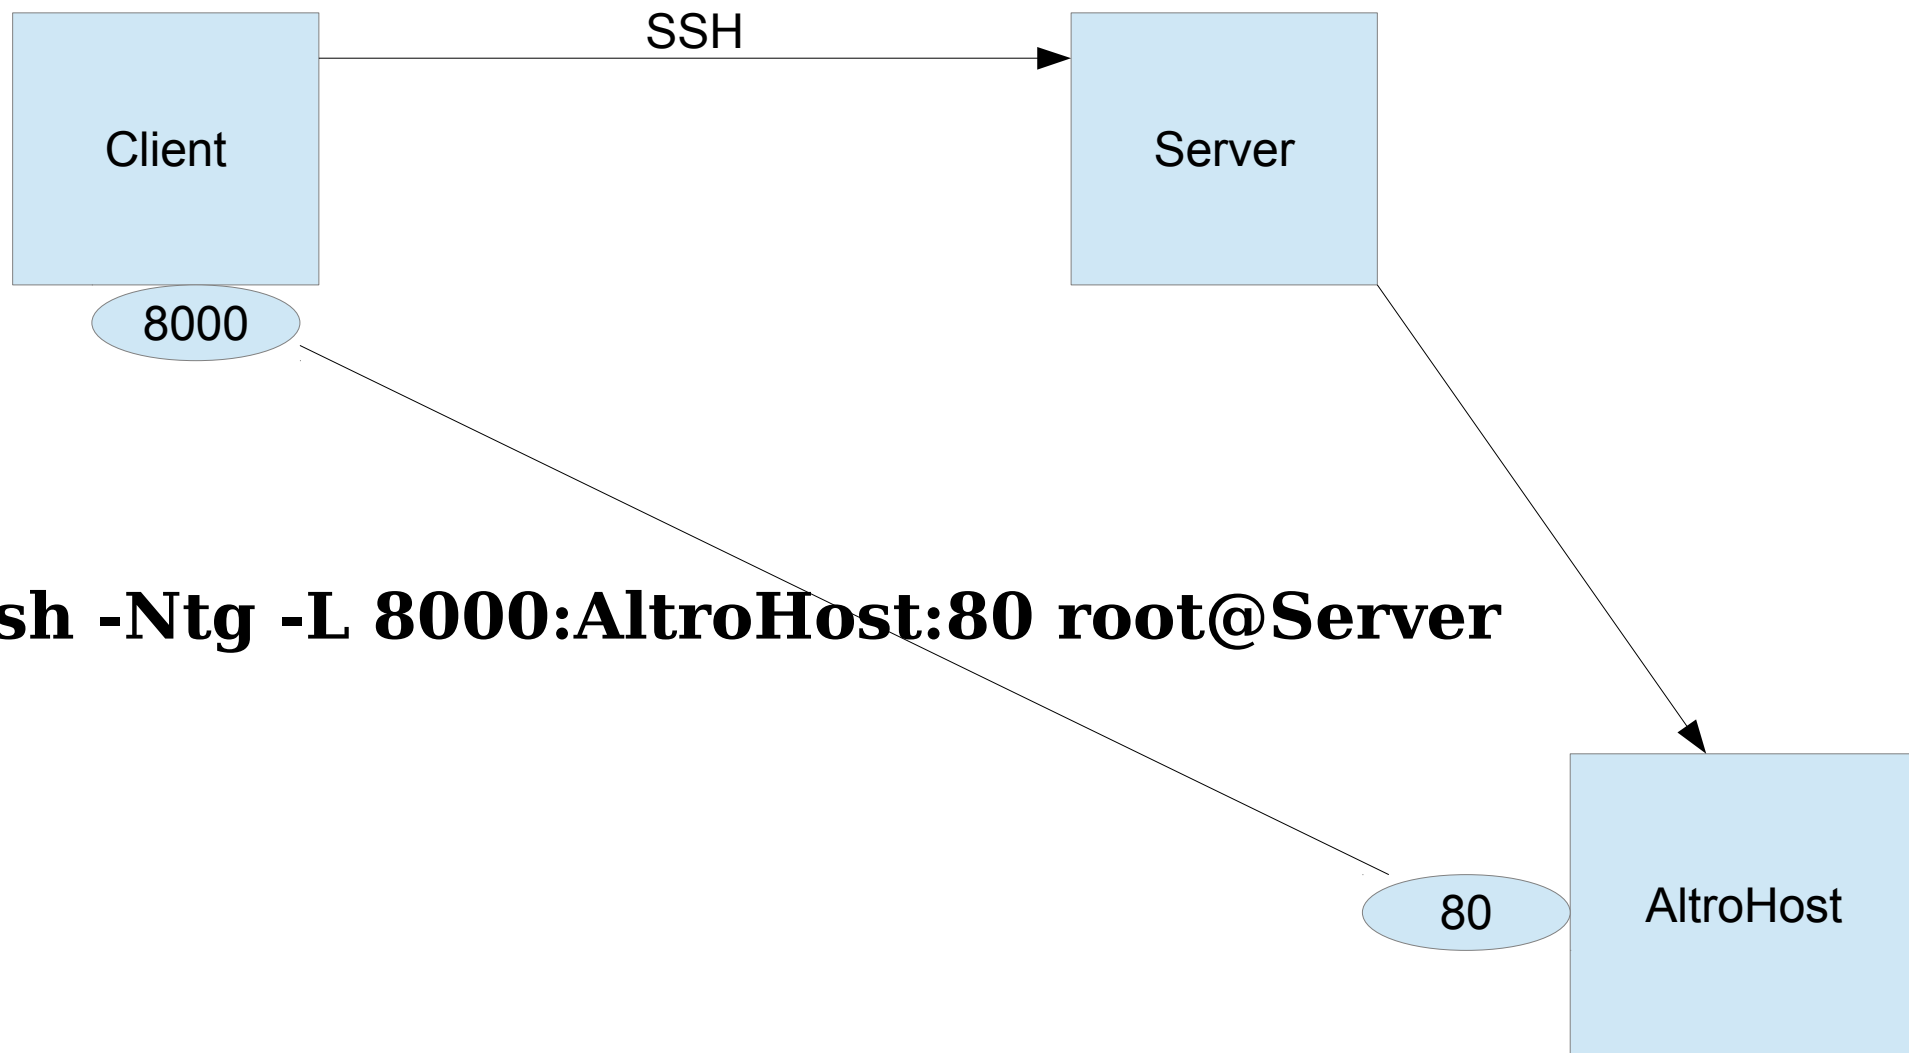 SSH
Client
Server
8000
sh -Ntg -L 8000:AltroHost:80 root@Server
80
AltroHost